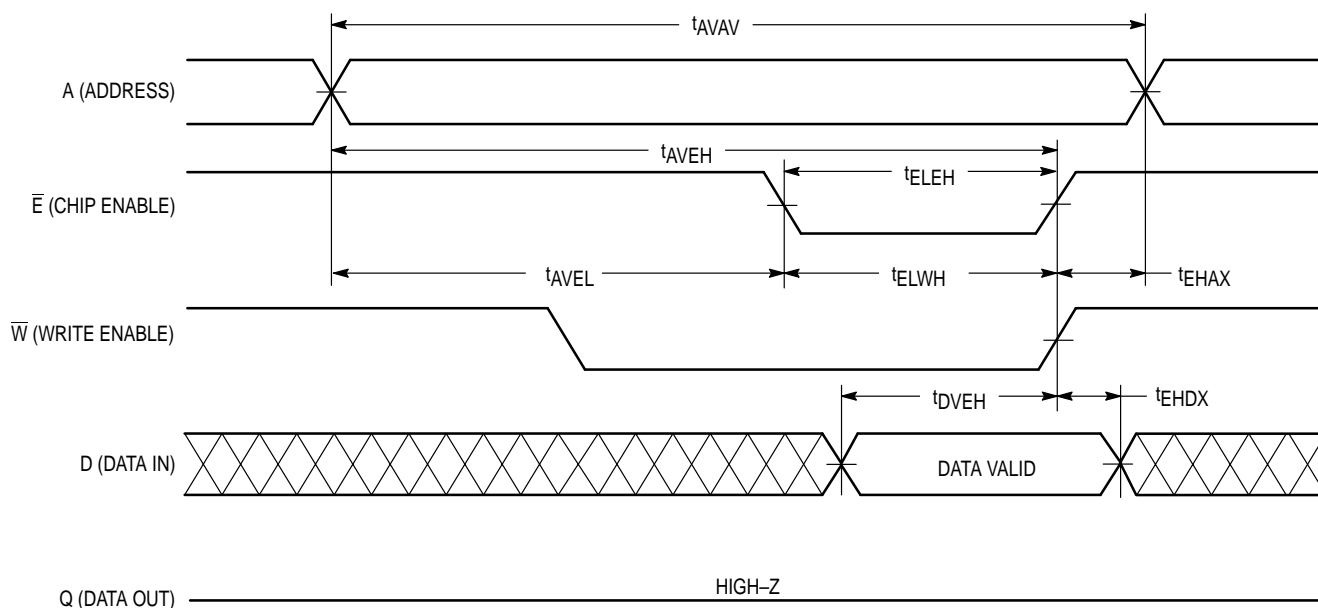 tAVAV
A (ADDRESS)
tAVEH
tELEH
E̅ (CHIP ENABLE)
tAVEL
tELWH
tEHAX
W̅ (WRITE ENABLE)
tDVEH
tEHDX
D (DATA IN)
DATA VALID
HIGH–Z
Q (DATA OUT)